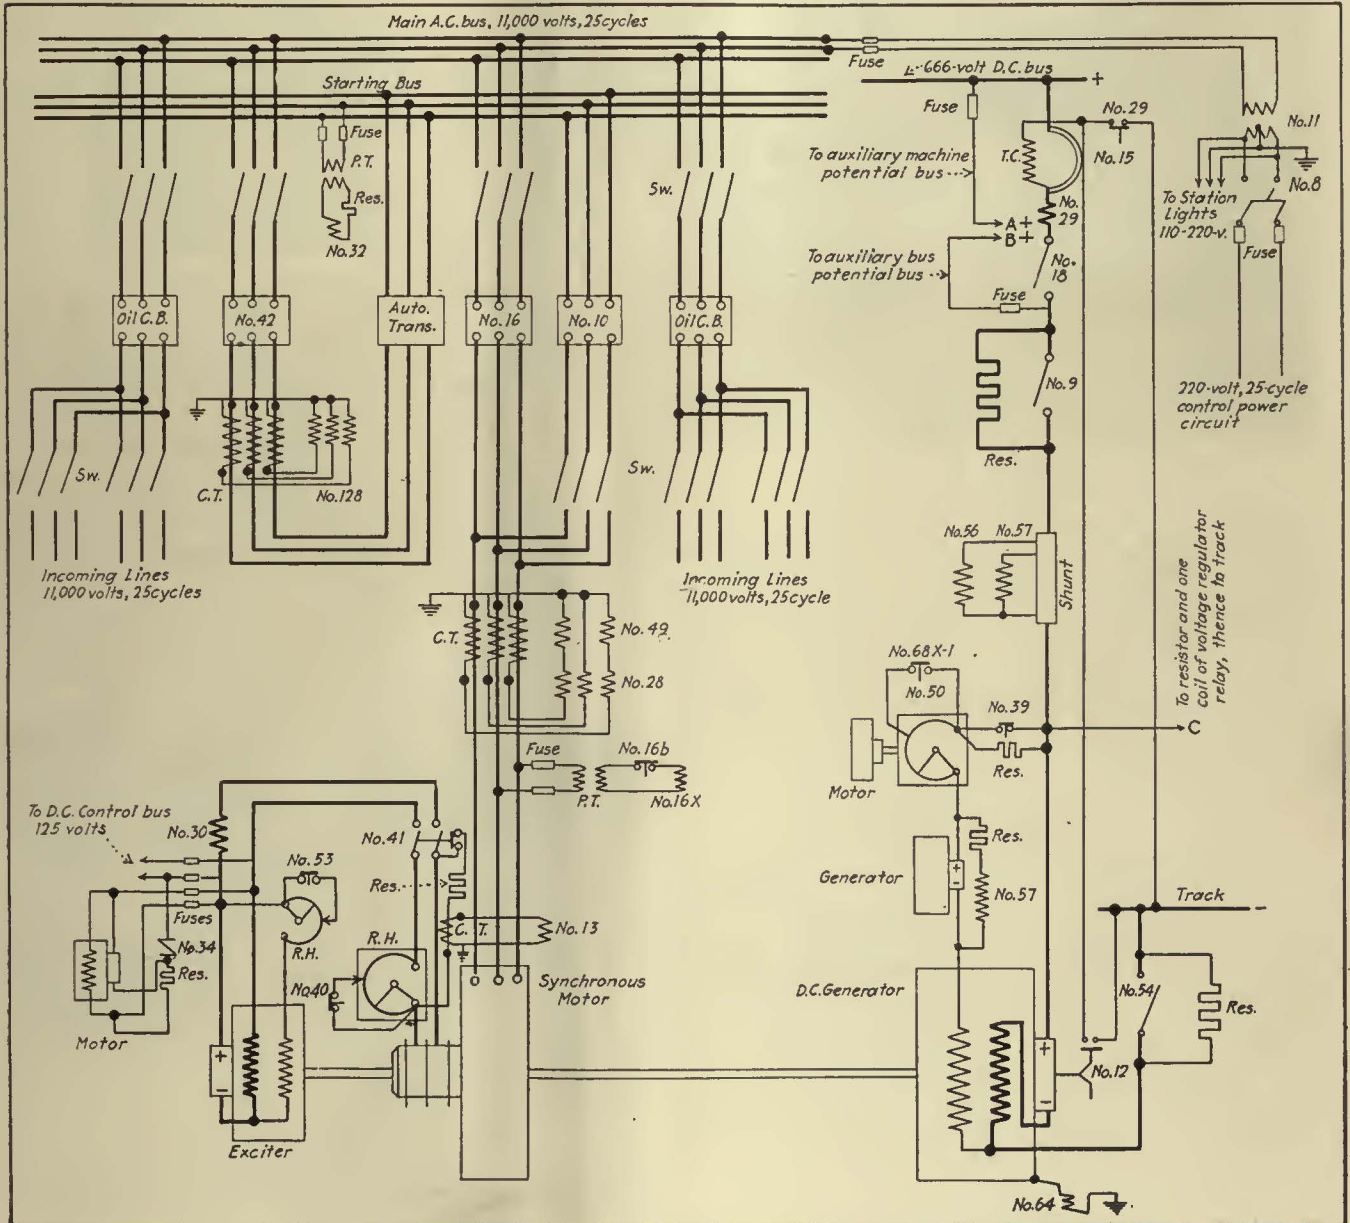 Main A.C. bus, 11,000 volts, 25 cycles
Fuse
666-volt D.C. bus
+
Starting Bus
Fuse
No.29
No.11
Fuse
P.T.
T.C.
No.15
To auxiliary machine
potential bus
Sw.
Res.
To Station
Lights
110-220-v.
No.8
No.
29
A+
B+
No.32
To auxiliary bus
potential bus
No.
18
Fuse
Fuse
Oil C.B.
No.42
Auto.
Trans.
No.16
No.10
Oil C.B.
No.9
220-volt, 25-cycle
control power
circuit
Res.
Sw.
C.T.
No.128
Sw.
No.56
No.57
Shunt
Incoming Lines
11,000 volts, 25 cycles
Incoming Lines
11,000 volts, 25 cycle
To resistor and one
coil of voltage regulator
relay, thence to track
C.T.
No.49
No.28
No.68X-1
No.50
No.39
C
Res.
Motor
Fuse
No.16b
P.T.
No.16X
To D.C. Control bus
125 volts
No.30
No.41
Res.
No.53
Res.
Generator
+
-
No.57
Track
-
Fuses
R.H.
C.T.
No.13
No.34
Res.
R.H.
No.40
Synchronous
Motor
D.C. Generator
No.54
Res.
Motor
+
-
+
-
No.12
Exciter
No.64